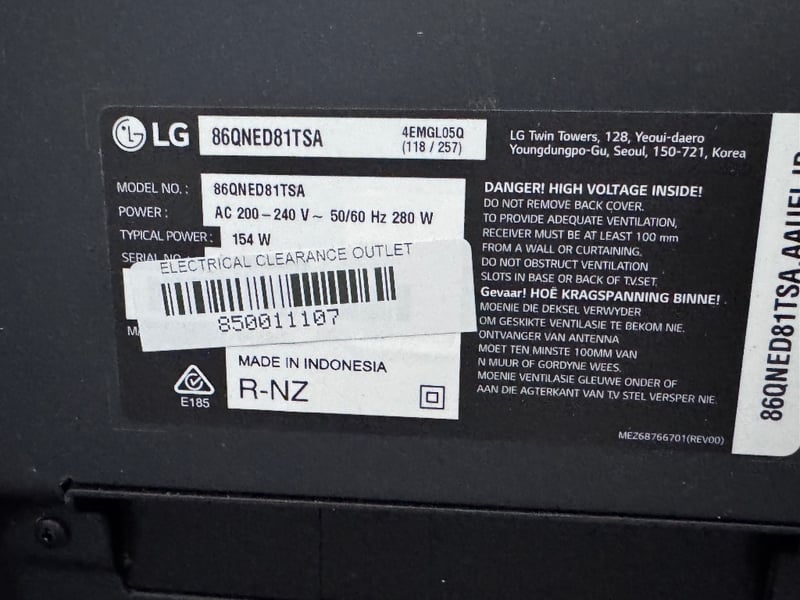 LG
86QNED81TSA
4EMGL05Q
(118 / 257)
LG Twin Towers, 128, Yeoui-daero
Youngdungpo-Gu, Seoul, 150-721, Korea
MODEL NO. :
86QNED81TSA
POWER :
AC 200–240 V ~ 50/60 Hz 280 W
TYPICAL POWER :
154 W
SERIAL NO.
ELECTRICAL CLEARANCE OUTLET
850011107
MADE IN INDONESIA
R-NZ
E185
DANGER! HIGH VOLTAGE INSIDE!
DO NOT REMOVE BACK COVER.
TO PROVIDE ADEQUATE VENTILATION,
RECEIVER MUST BE AT LEAST 100 mm
FROM A WALL OR CURTAINING.
DO NOT OBSTRUCT VENTILATION
SLOTS IN BASE OR BACK OF T.V.SET.
Gevaar! HOË KRAGSPANNING BINNE!
MOENIE DIE DEKSEL VERWYDER
OM GESKIKTE VENTILASIE TE BEKOM NIE.
ONTVANGER VAN ANTENNA
MOET TEN MINSTE 100MM VAN
N MUUR OF GORDYNE WEES.
MOENIE VENTILASIE GLEUWE ONDER OF
AAN DIE AGTERKANT VAN T.V STEL VERSPER NIE.
MEZ68766701(REV00)
86QNED81TSA.AAUFLJD